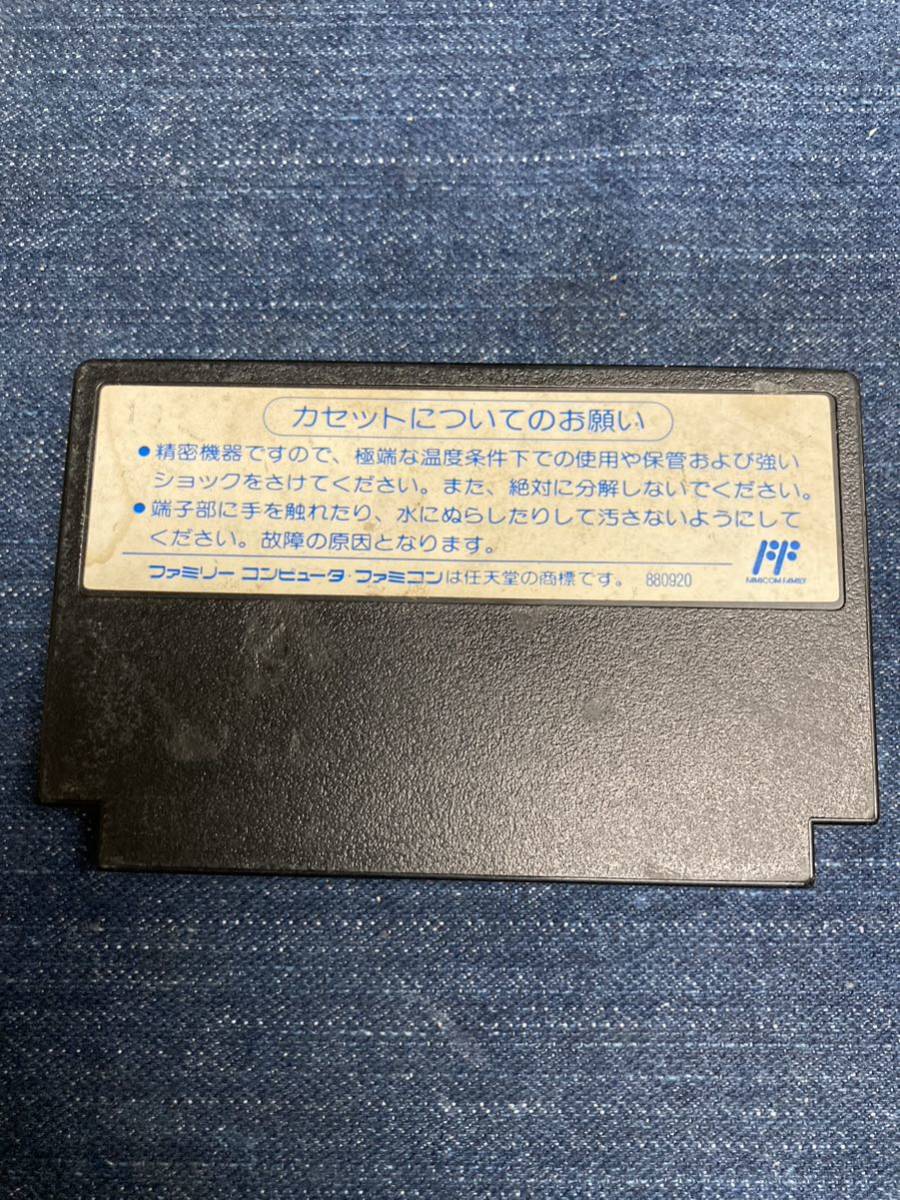 カセットについてのお願い
●精密機器ですので、極端な温度条件下での使用や保管および強い
ショックをさけてください。また、絶対に分解しないでください。
●端子部に手を触れたり、水にぬらしたりして汚さないようにして
ください。故障の原因となります。
ファミリー コンピュータ・ファミコンは任天堂の商標です。 880920
FAMICOM FAMILY